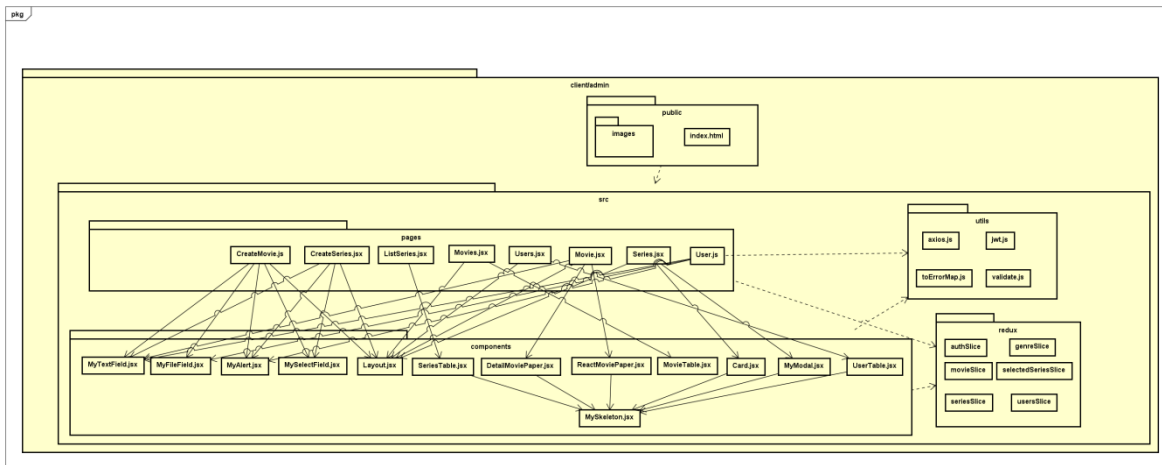 pkg
client/admin
public
images
index.html
src
pages
utils
CreateMovie.js
CreateSeries.js
ListSeries.jsx
Movies.jsx
Users.jsx
Movie.jsx
Series.jsx
User.js
axios.js
jwt.js
toErrorMap.js
validate.js
redux
components
authSlice
genreSlice
MyTextField.jsx
MyFileField.jsx
MyAlert.jsx
MySelectField.jsx
Layout.jsx
SeriesTable.jsx
DetailMoviePaper.jsx
ReactMoviePaper.jsx
MovieTable.jsx
Card.jsx
MyModal.jsx
UserTable.jsx
movieSlice
selectedSeriesSlice
seriesSlice
usersSlice
MySkeleton.jsx